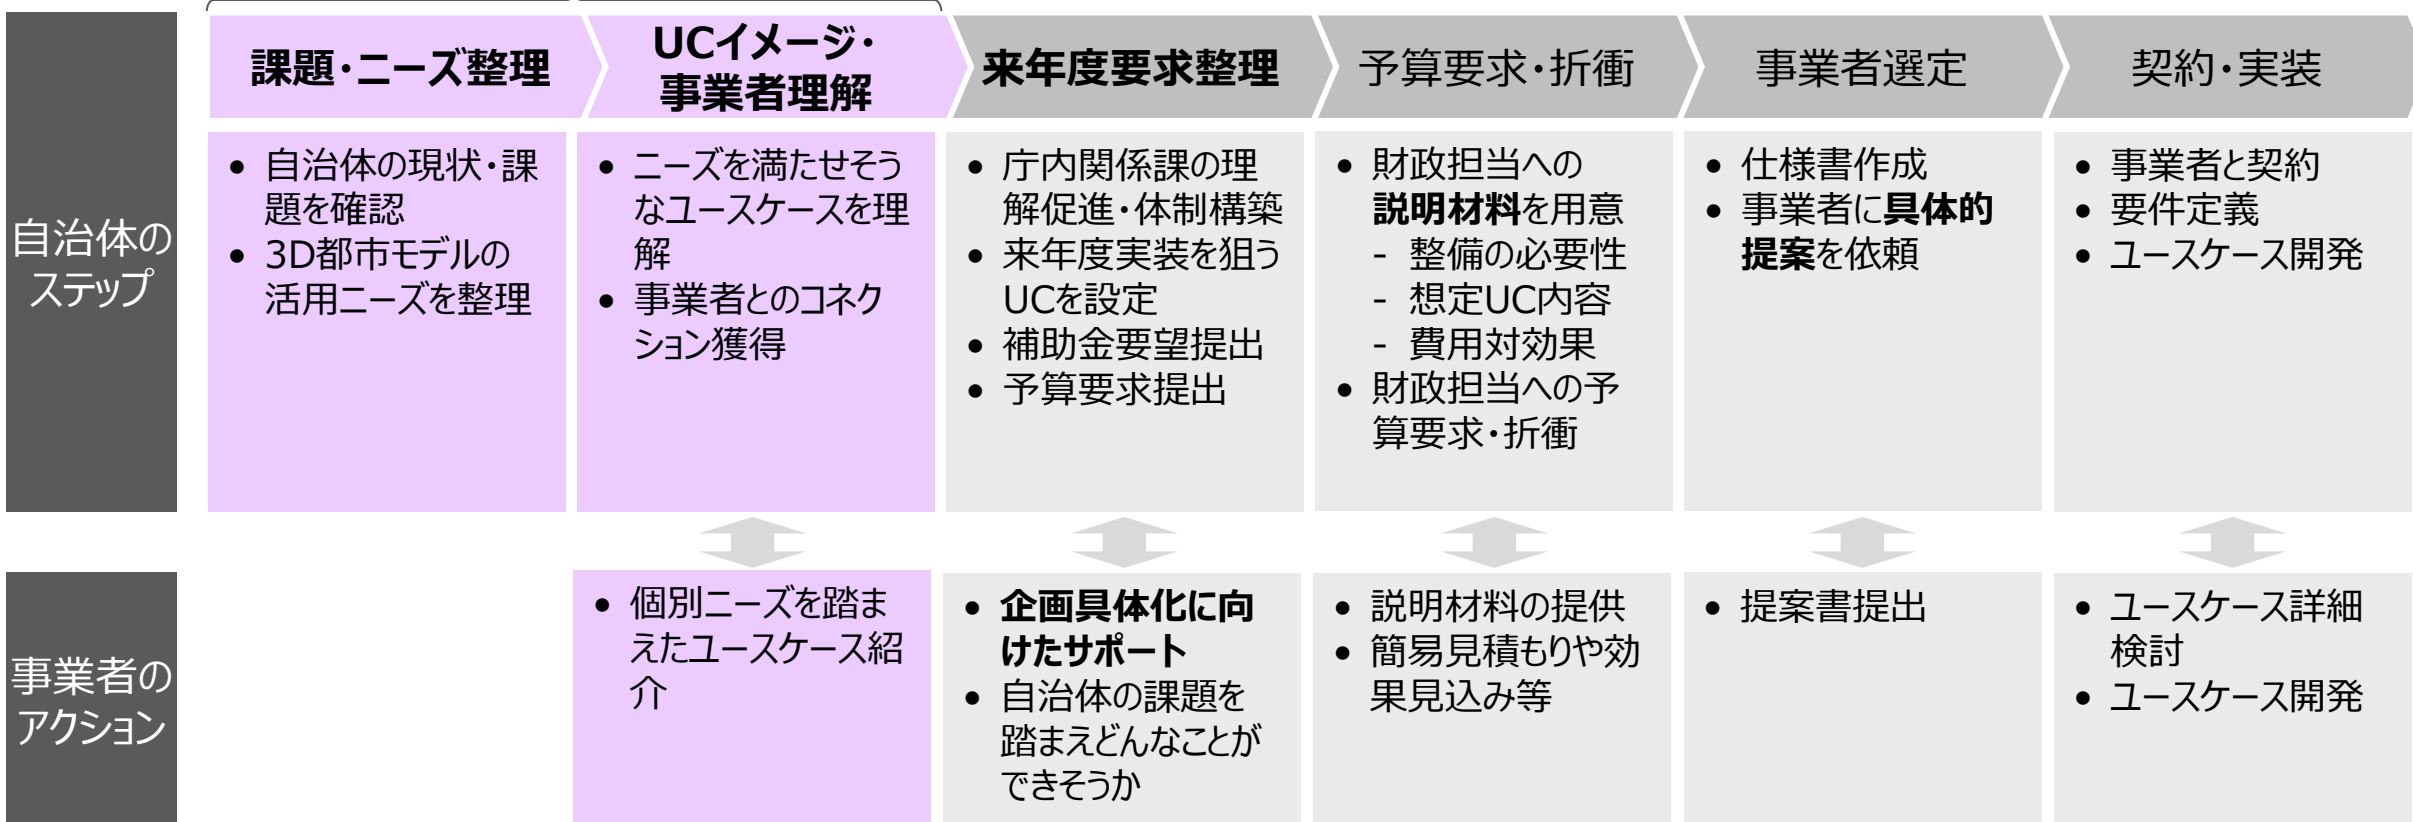 課題・ニーズ整理
UCイメージ・
事業者理解
来年度要求整理
予算要求・折衝
事業者選定
契約・実装
自治体の
ステップ
• 自治体の現状・課
題を確認
• 3D都市モデルの
活用ニーズを整理
• ニーズを満たせそう
なユースケースを理
解
• 事業者とのコネク
ション獲得
• 庁内関係課の理
解促進・体制構築
• 来年度実装を狙う
UCを設定
• 補助金要望提出
• 予算要求提出
• 財政担当への
説明材料を用意
- 整備の必要性
- 想定UC内容
- 費用対効果
• 財政担当への予
算要求・折衝
• 仕様書作成
• 事業者に具体的
提案を依頼
• 事業者と契約
• 要件定義
• ユースケース開発
事業者の
アクション
• 個別ニーズを踏ま
えたユースケース紹
介
• 企画具体化に向
けたサポート
• 自治体の課題を
踏まえどんなことが
できそうか
• 説明材料の提供
• 簡易見積もりや効
果見込み等
• 提案書提出
• ユースケース詳細
検討
• ユースケース開発